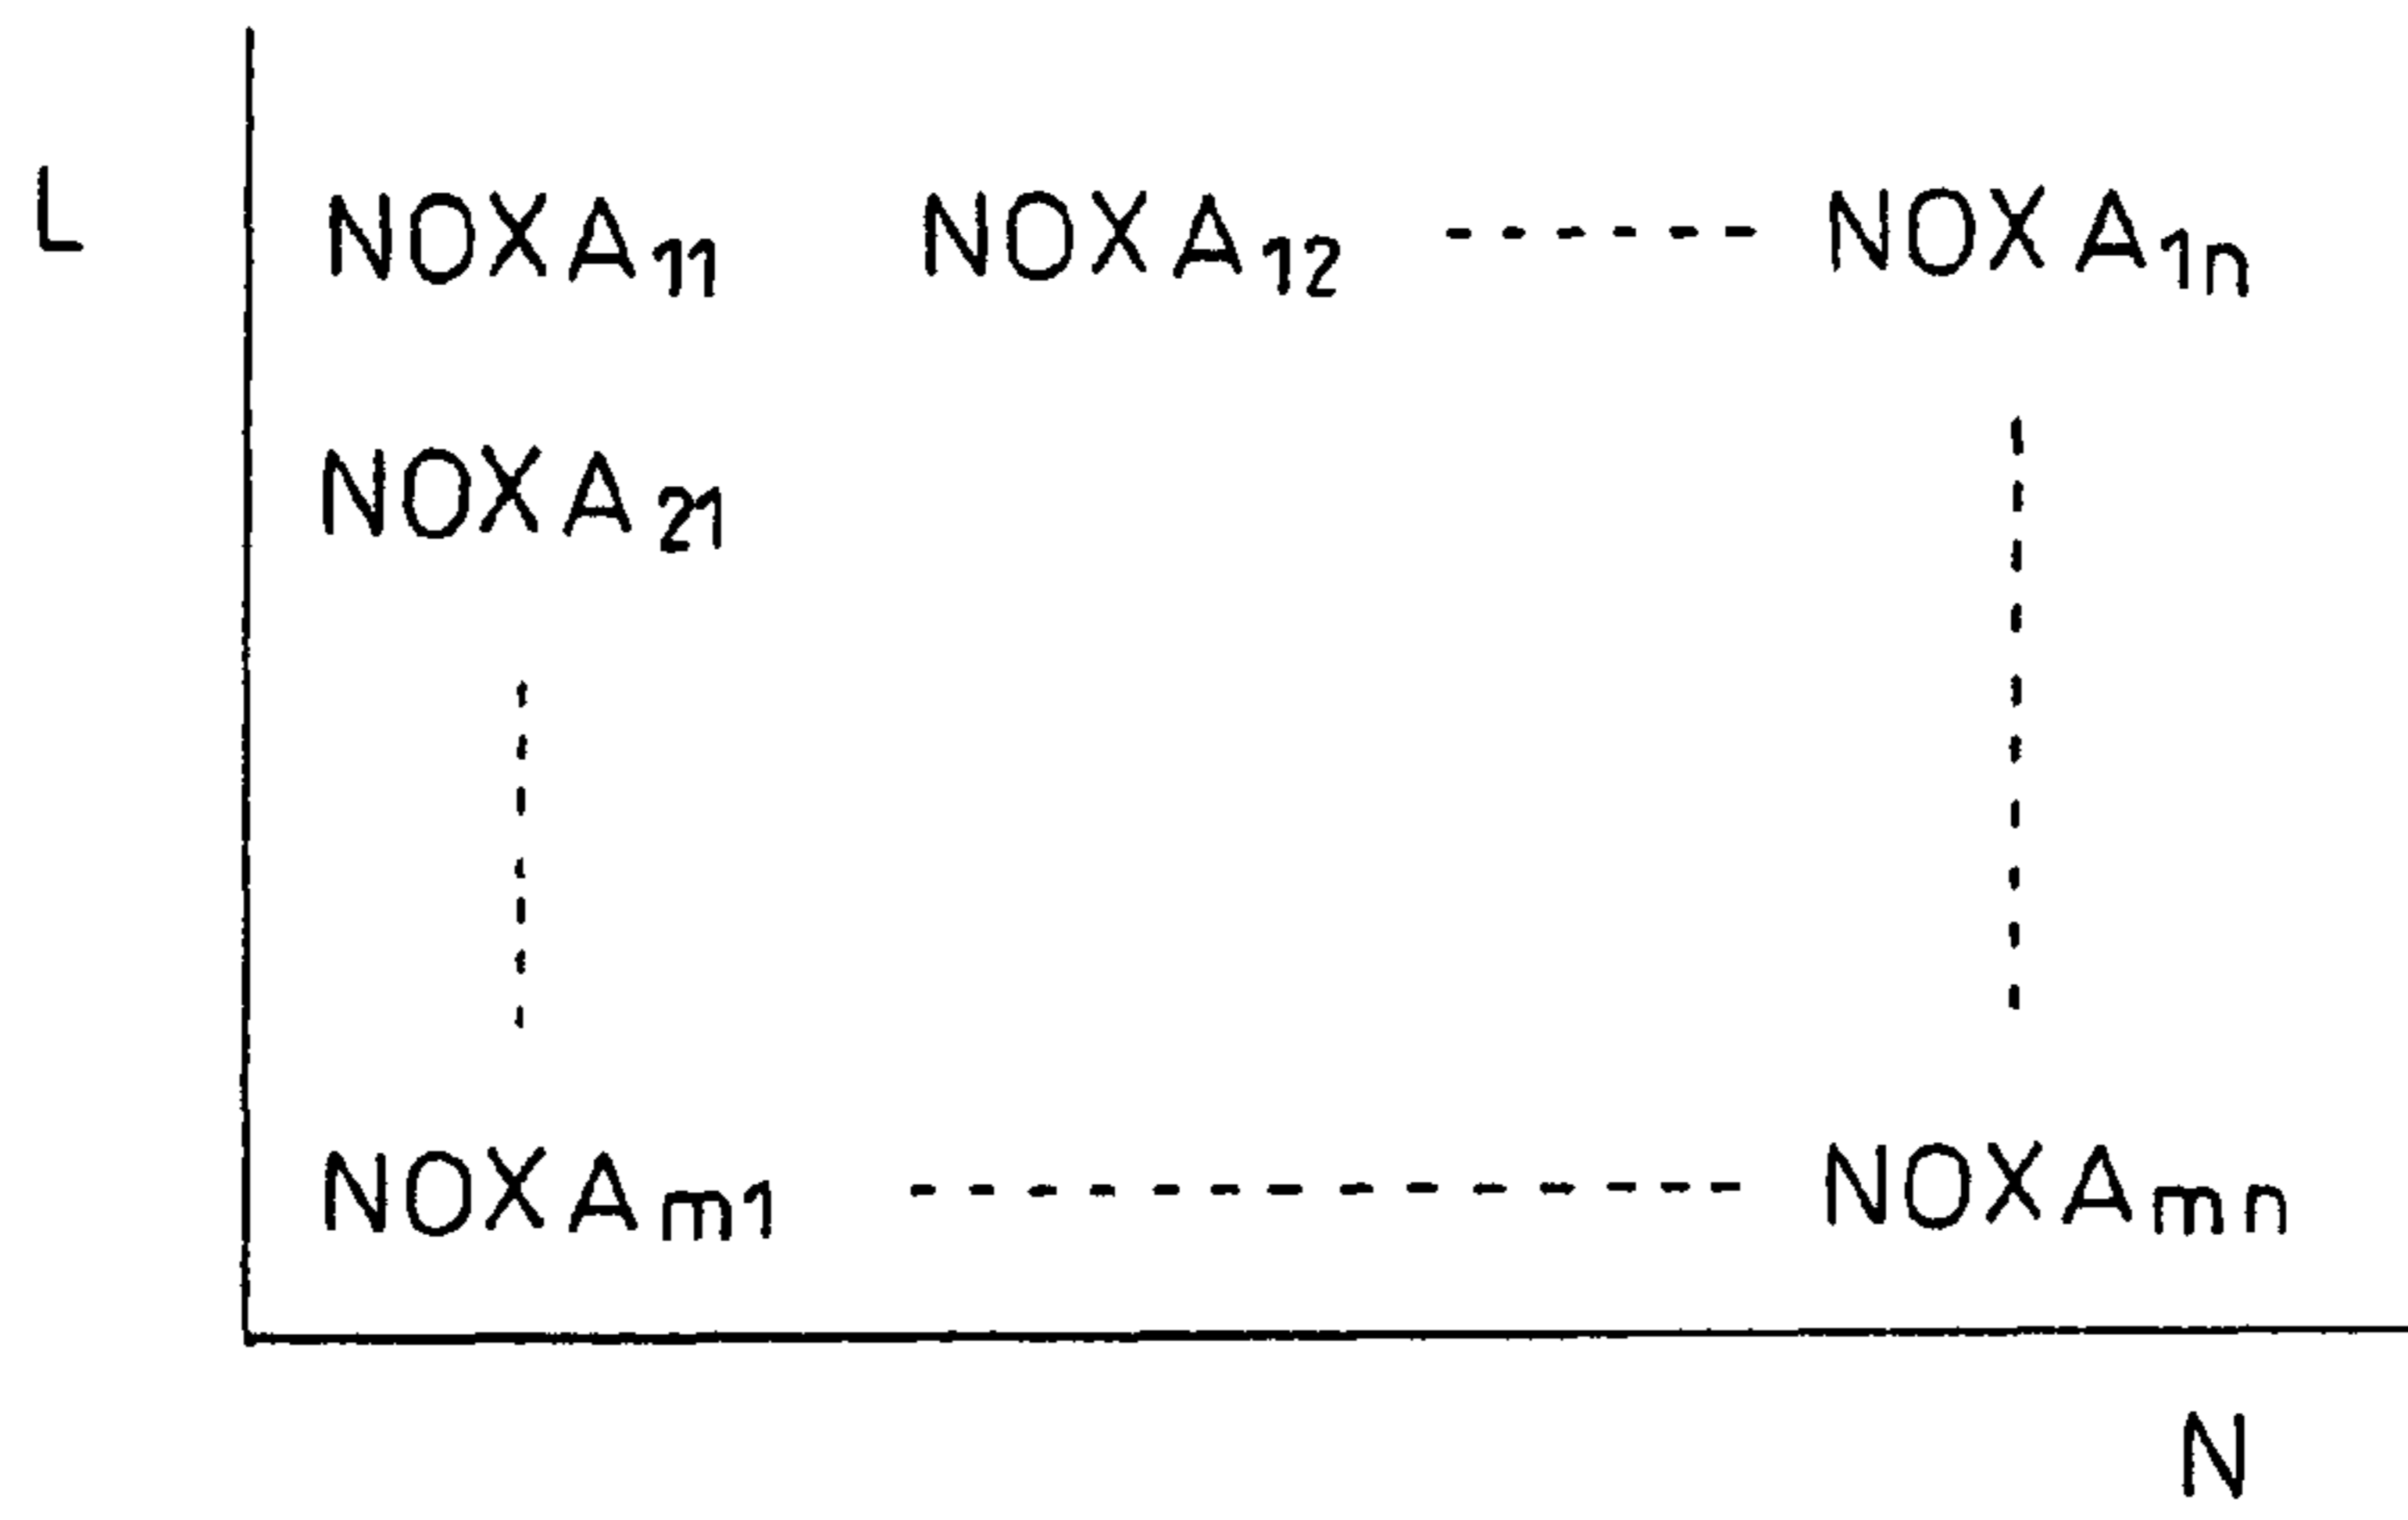 L NOXA₁₁ NOXA₁₂ ------ NOXA₁ₙ
NOXA₂₁
NOXAₘ₁ -------------- NOXAₘₙ
N